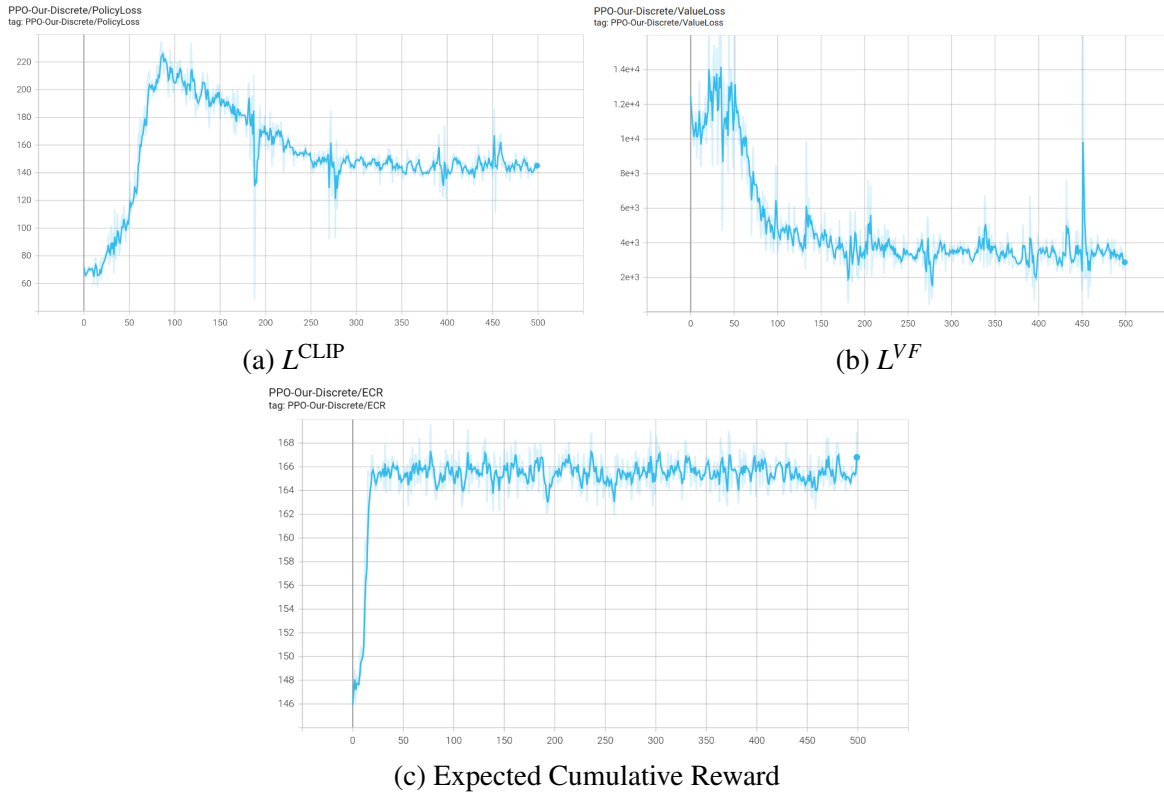 PPO-Our-Discrete/PolicyLoss
tag: PPO-Our-Discrete/PolicyLoss
220
200
180
160
140
120
100
80
60
0 50 100 150 200 250 300 350 400 450 500
(a) L^CLIP
PPO-Our-Discrete/ValueLoss
tag: PPO-Our-Discrete/ValueLoss
1.4e+4
1.2e+4
1e+4
8e+3
6e+3
4e+3
2e+3
0 50 100 150 200 250 300 350 400 450 500
(b) L^VF
PPO-Our-Discrete/ECR
tag: PPO-Our-Discrete/ECR
168
166
164
162
160
158
156
154
152
150
148
146
0 50 100 150 200 250 300 350 400 450 500
(c) Expected Cumulative Reward